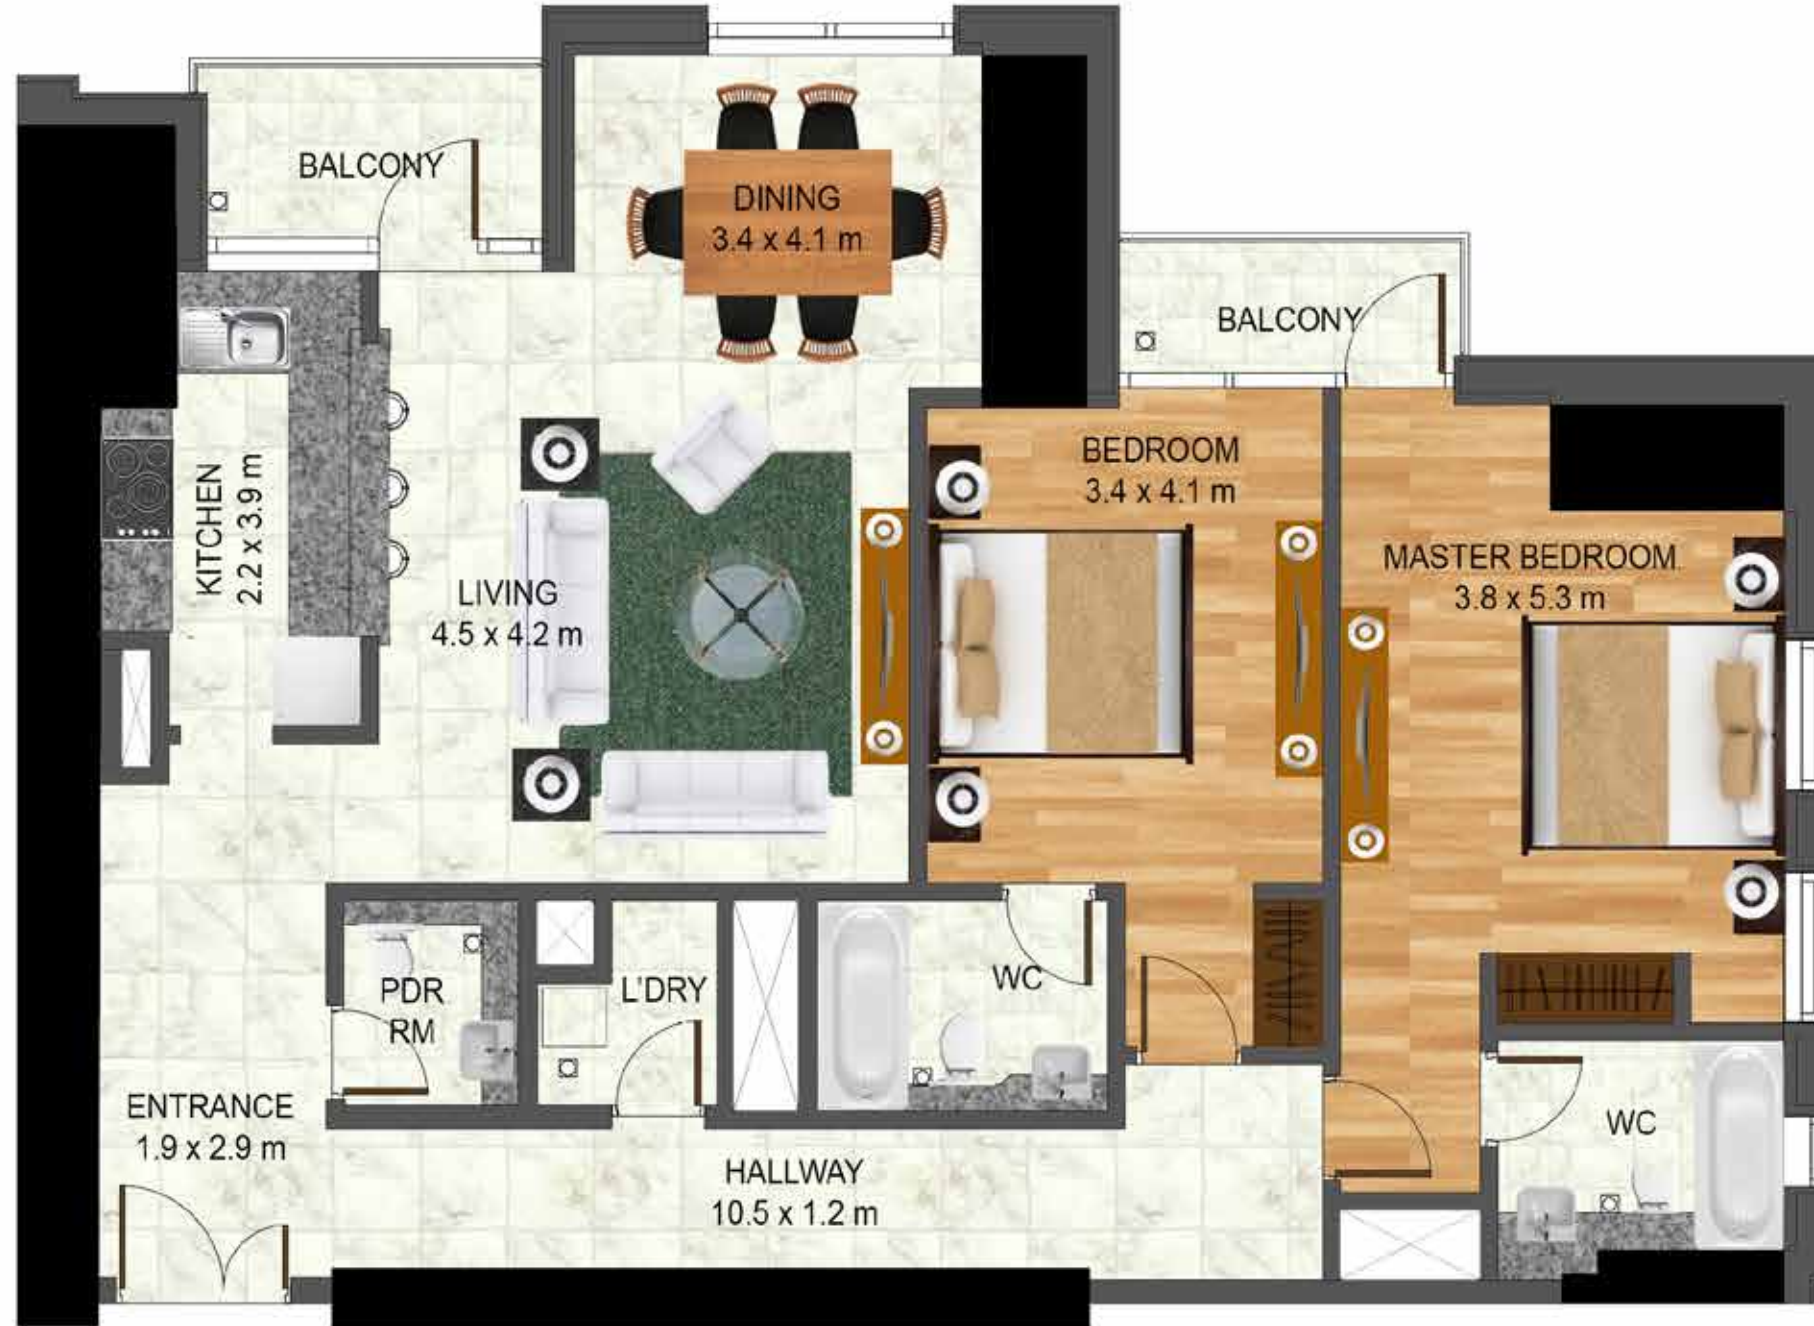 BALCONY
DINING
3.4 x 4.1 m
BALCONY
KITCHEN
2.2 x 3.9 m
LIVING
4.5 x 4.2 m
BEDROOM
3.4 x 4.1 m
MASTER BEDROOM
3.8 x 5.3 m
PDR
RM
L'DRY
WC
ENTRANCE
1.9 x 2.9 m
HALLWAY
10.5 x 1.2 m
WC